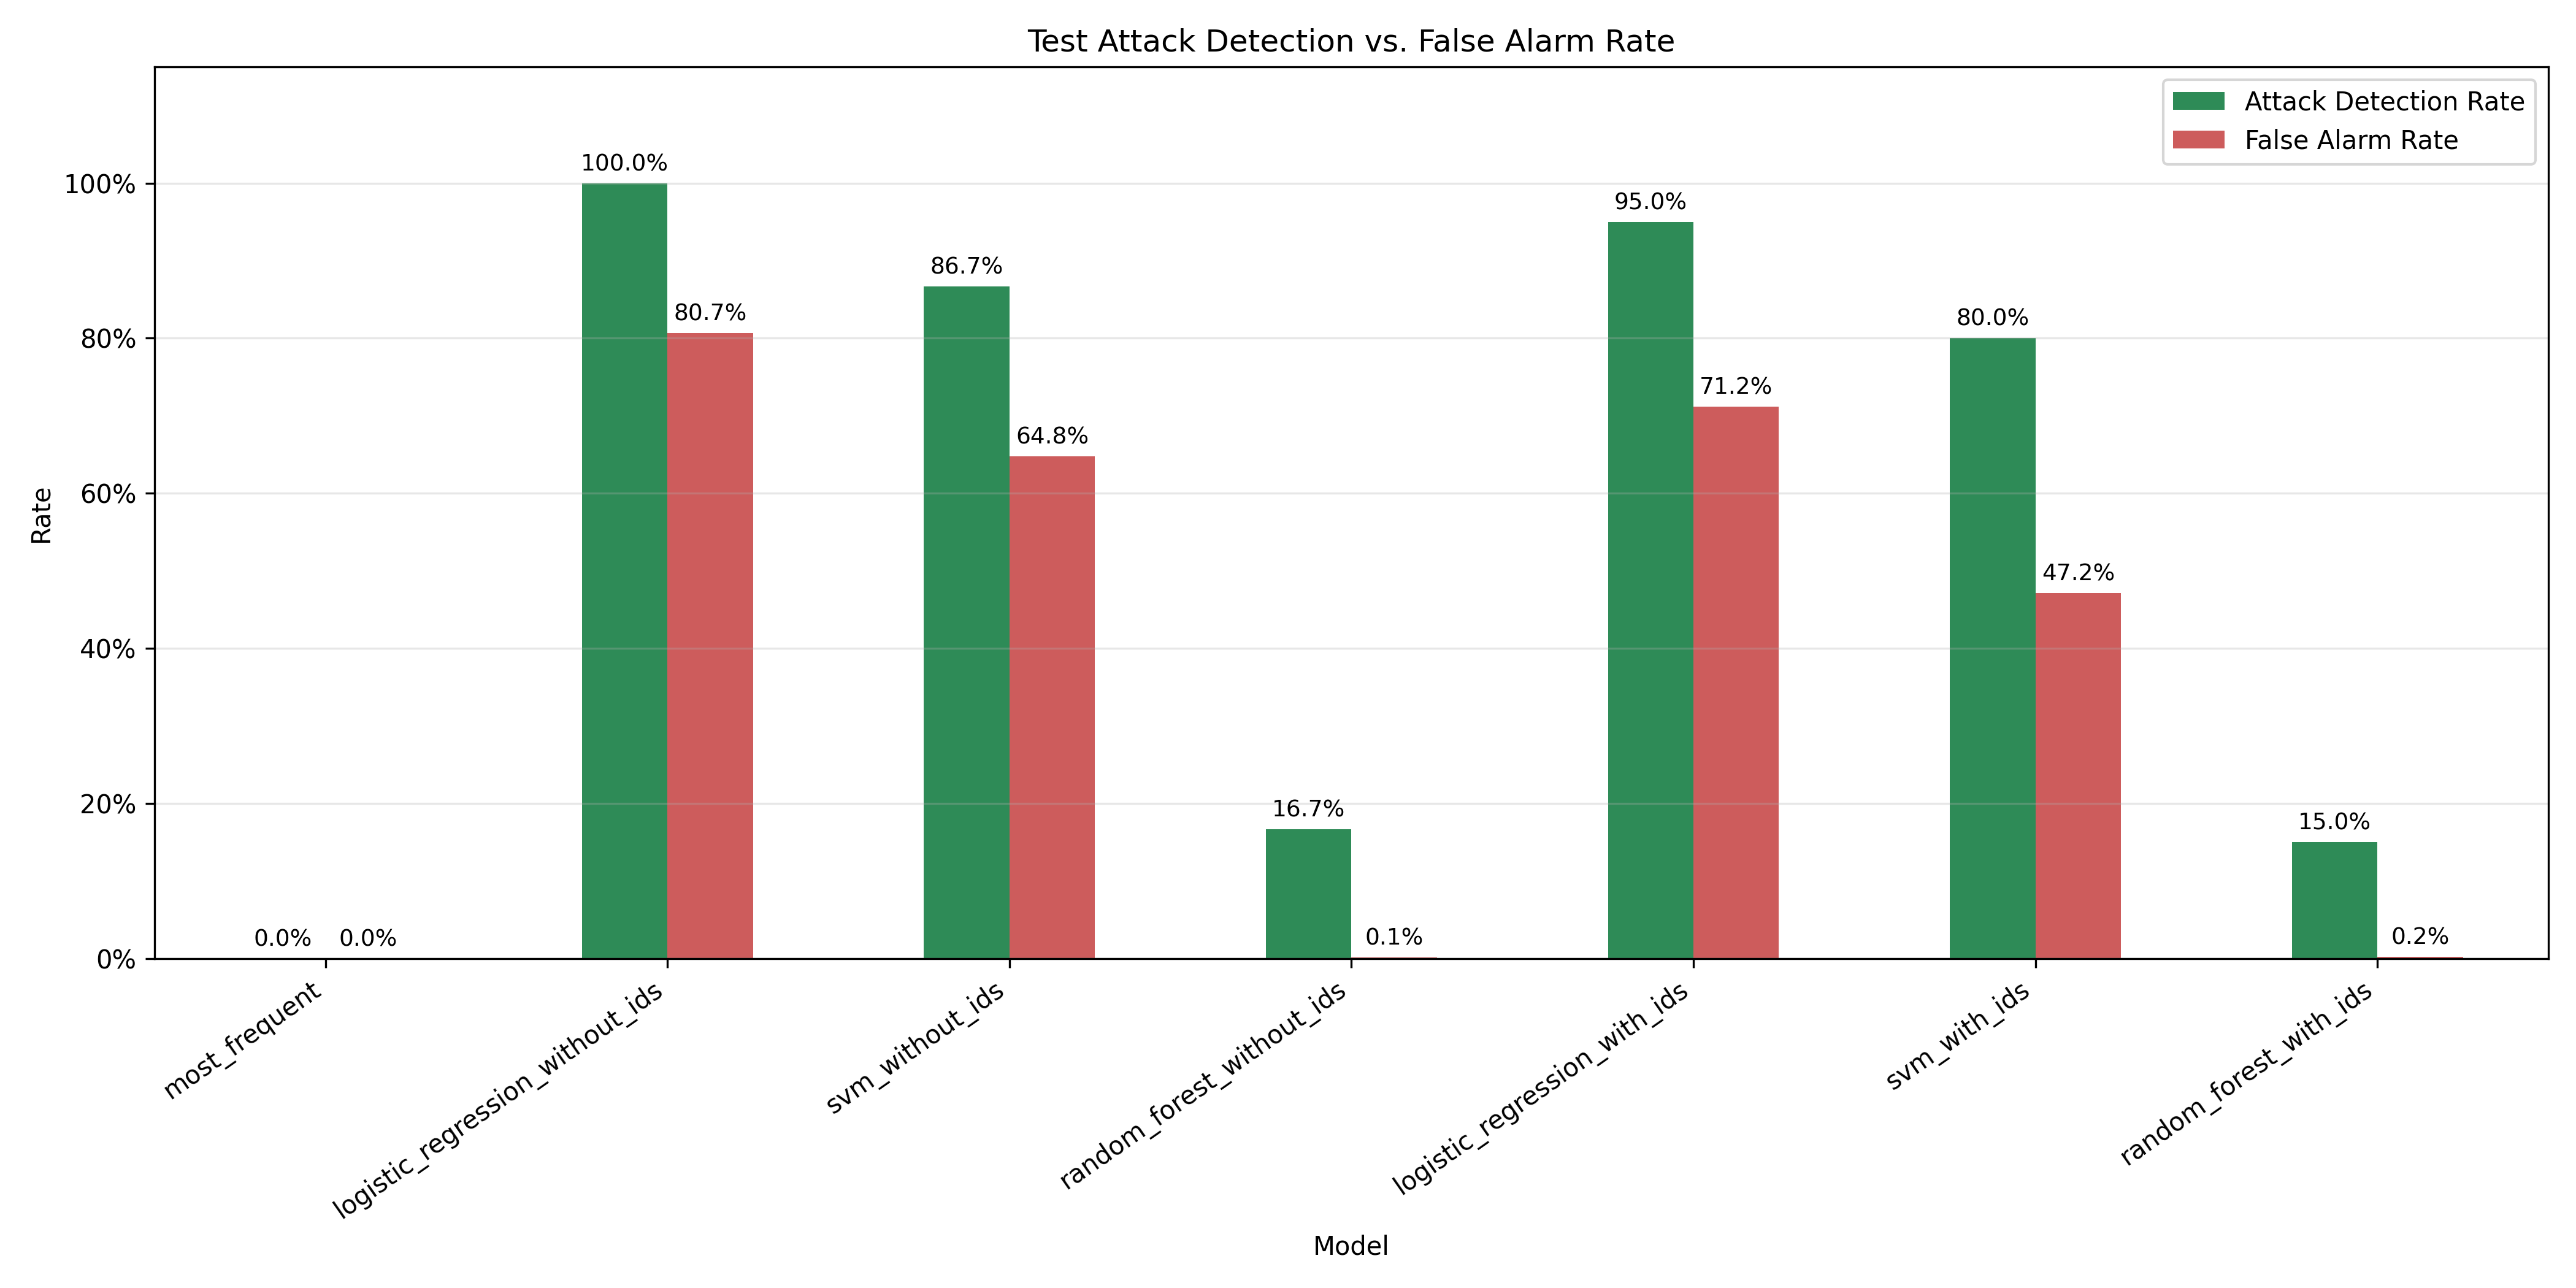 Test Attack Detection vs. False Alarm Rate
Attack Detection Rate
False Alarm Rate
Rate
100%
80%
60%
40%
20%
0%
0.0%
0.0%
100.0%
80.7%
86.7%
64.8%
16.7%
0.1%
95.0%
71.2%
80.0%
47.2%
15.0%
0.2%
most_frequent
logistic_regression_without_ids
svm_without_ids
random_forest_without_ids
logistic_regression_with_ids
svm_with_ids
random_forest_with_ids
Model